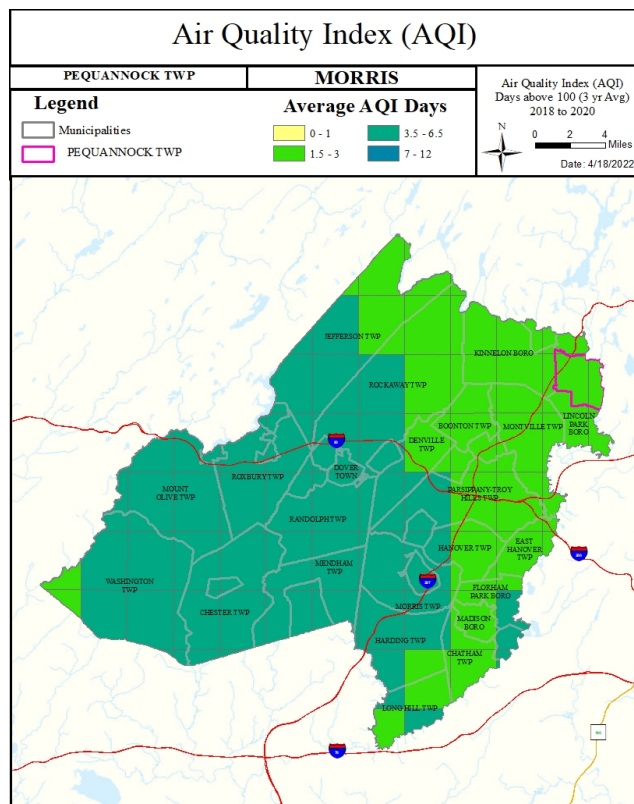 Air Quality Index (AQI)
PEQUANNOCK TWP
MORRIS
Legend
Municipalities
PEQUANNOCK TWP
Average AQI Days
0 - 1
3.5 - 6.5
1.5 - 3
7 - 12
Air Quality Index (AQI)
Days above 100 (3 yr Avg)
2018 to 2020
N
0 2 4
Miles
Date: 4/18/2022
JEFFERSON TWP
KINNELON BORO
ROCKAWAY TWP
LINCOLN
PARK
BORO
BOONTON TWP
MONTVILLE TWP
DENVILLE
TWP
80
DOVER
TOWN
ROXBURY TWP
MOUNT
OLIVE TWP
PARSIPPANY-TROY
HILLS TWP
RANDOLPH TWP
HANOVER TWP
EAST
HANOVER
TWP
280
MENDHAM
TWP
WASHINGTON
TWP
287
FLORHAM
PARK BORO
CHESTER TWP
MORRIS TWP
MADISON
BORO
HARDING TWP
CHATHAM
TWP
LONG HILL TWP
78